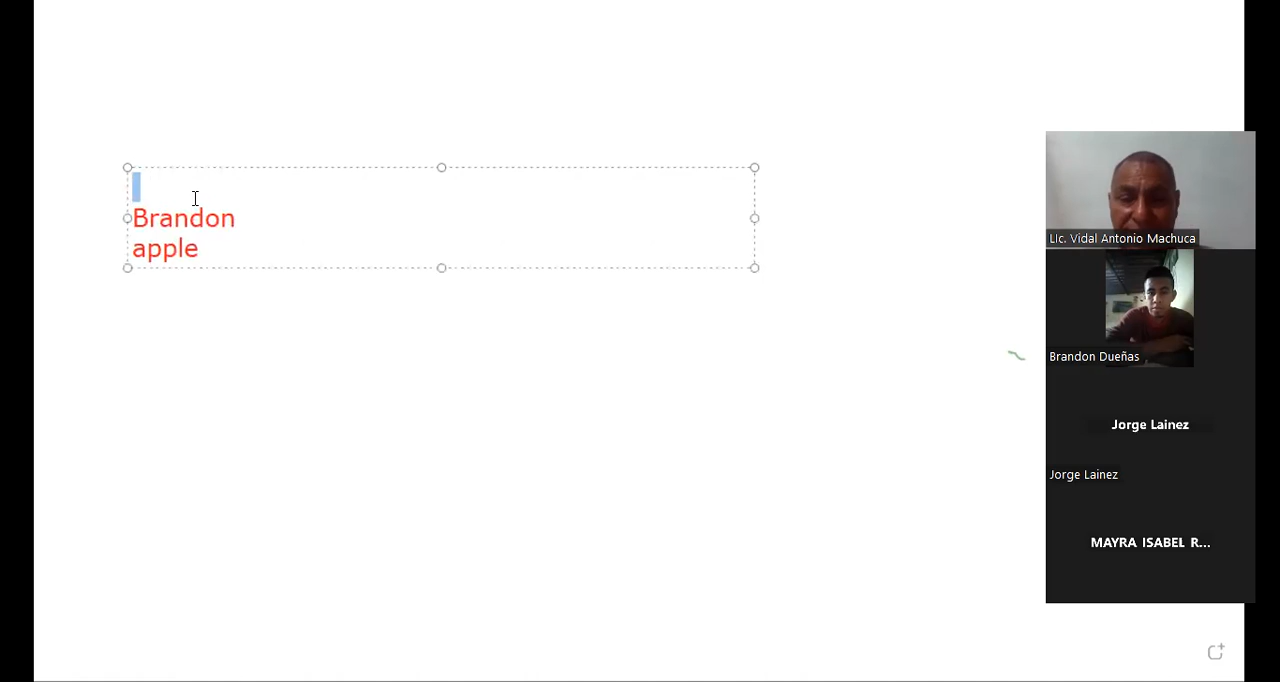 Brandon
apple
LIc. Vidal Antonio Machuca
Brandon Dueñas
Jorge Lainez
Jorge Lainez
MAYRA ISABEL R...